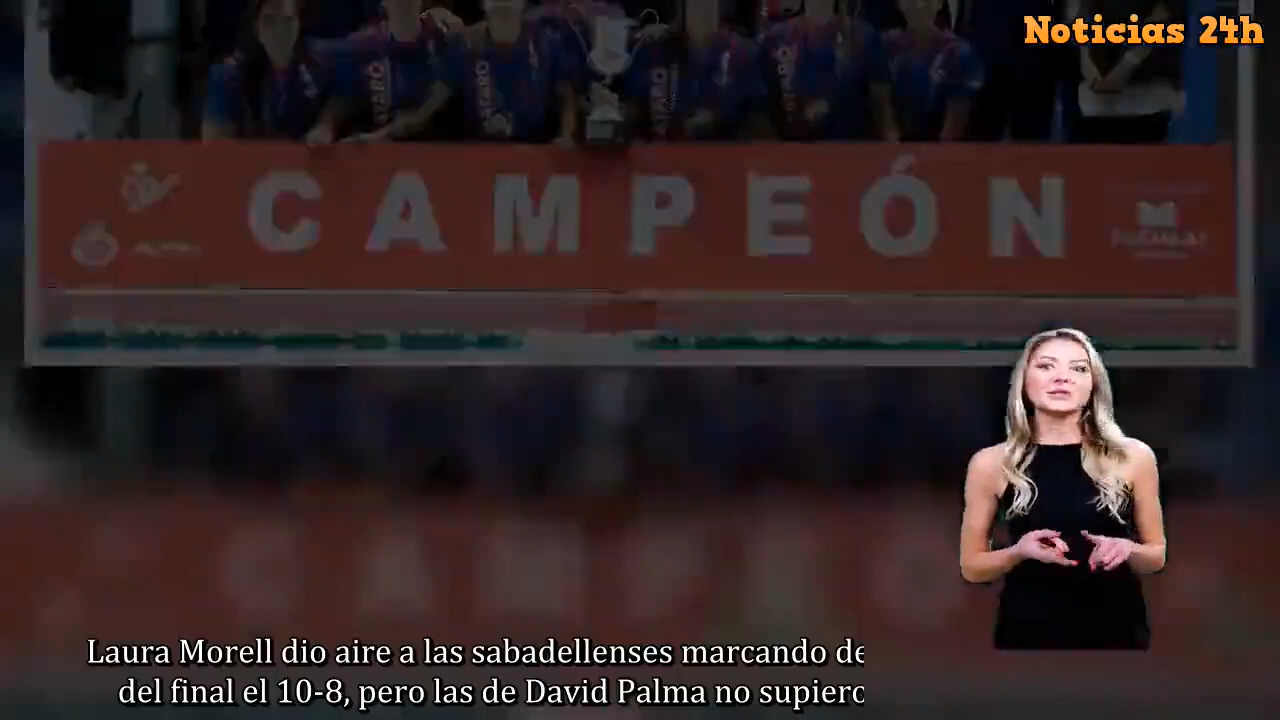 Noticias 24h
CAMPEÓN
Laura Morell dio aire a las sabadellenses marcando de
del final el 10-8, pero las de David Palma no supiero